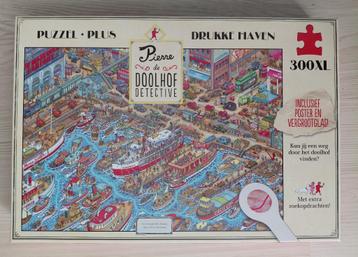 PUZZEL • PLUS
DRUKKE HAVEN
Pierre
de
DOOLHOF
DETECTIVE
300XL
INCLUSIEF
POSTER EN
VERGROOTGLAS!
Kun jij een weg
door het doolhof
vinden?
Met extra
zoekopdrachten!